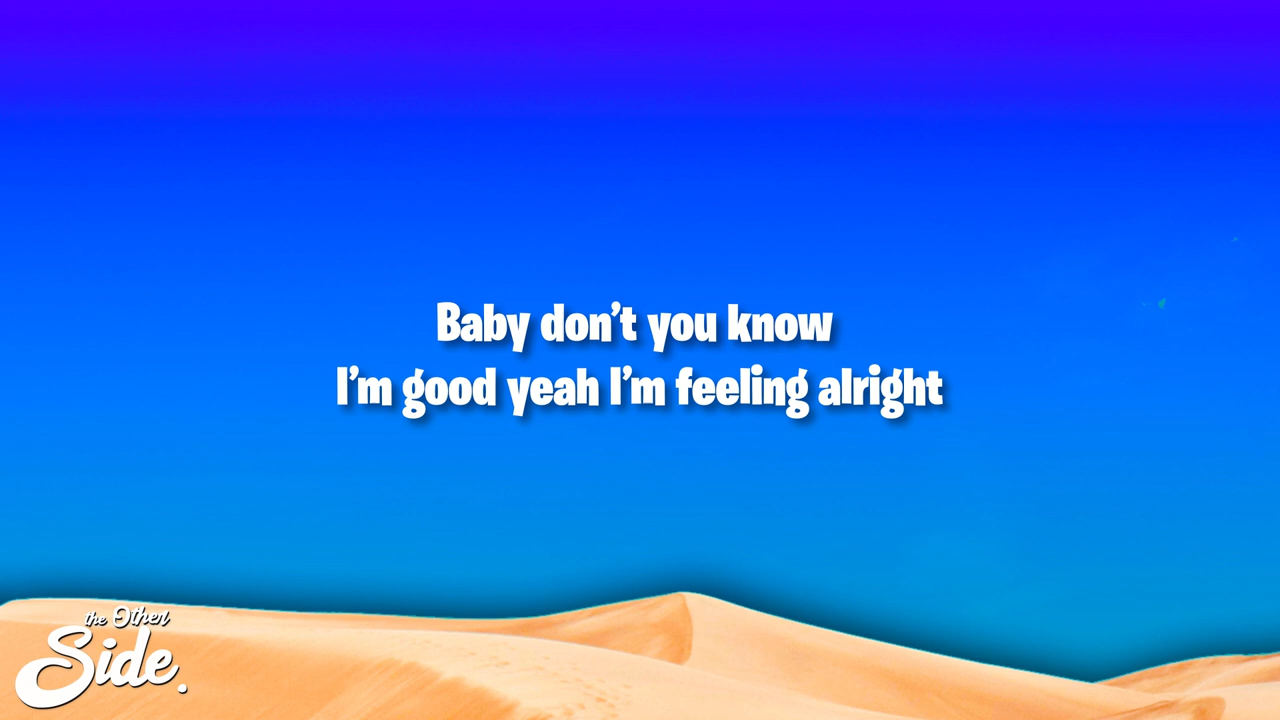 Baby don't you know
I'm good yeah I'm feeling alright
the Other
Side.